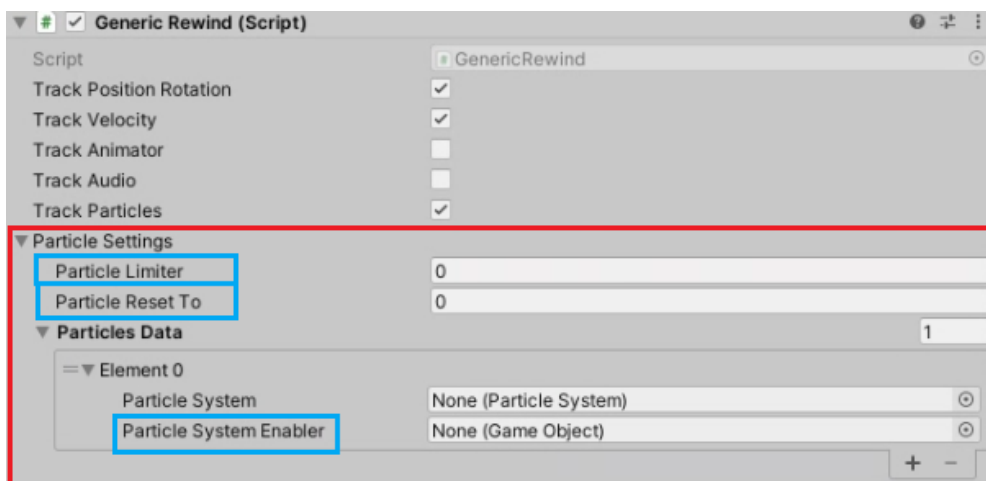 Generic Rewind (Script)
Script GenericRewind
Track Position Rotation
Track Velocity
Track Animator
Track Audio
Track Particles
Particle Settings
Particle Limiter 0
Particle Reset To 0
Particles Data 1
Element 0
Particle System None (Particle System)
Particle System Enabler None (Game Object)